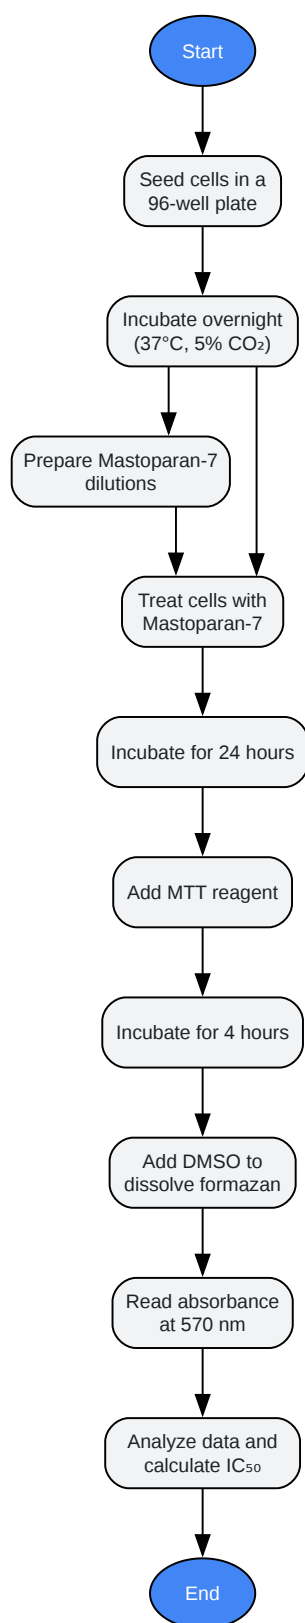 Start
Seed cells in a
96-well plate
Incubate overnight
(37°C, 5% CO₂)
Prepare Mastoparan-7
dilutions
Treat cells with
Mastoparan-7
Incubate for 24 hours
Add MTT reagent
Incubate for 4 hours
Add DMSO to
dissolve formazan
Read absorbance
at 570 nm
Analyze data and
calculate IC₅₀
End